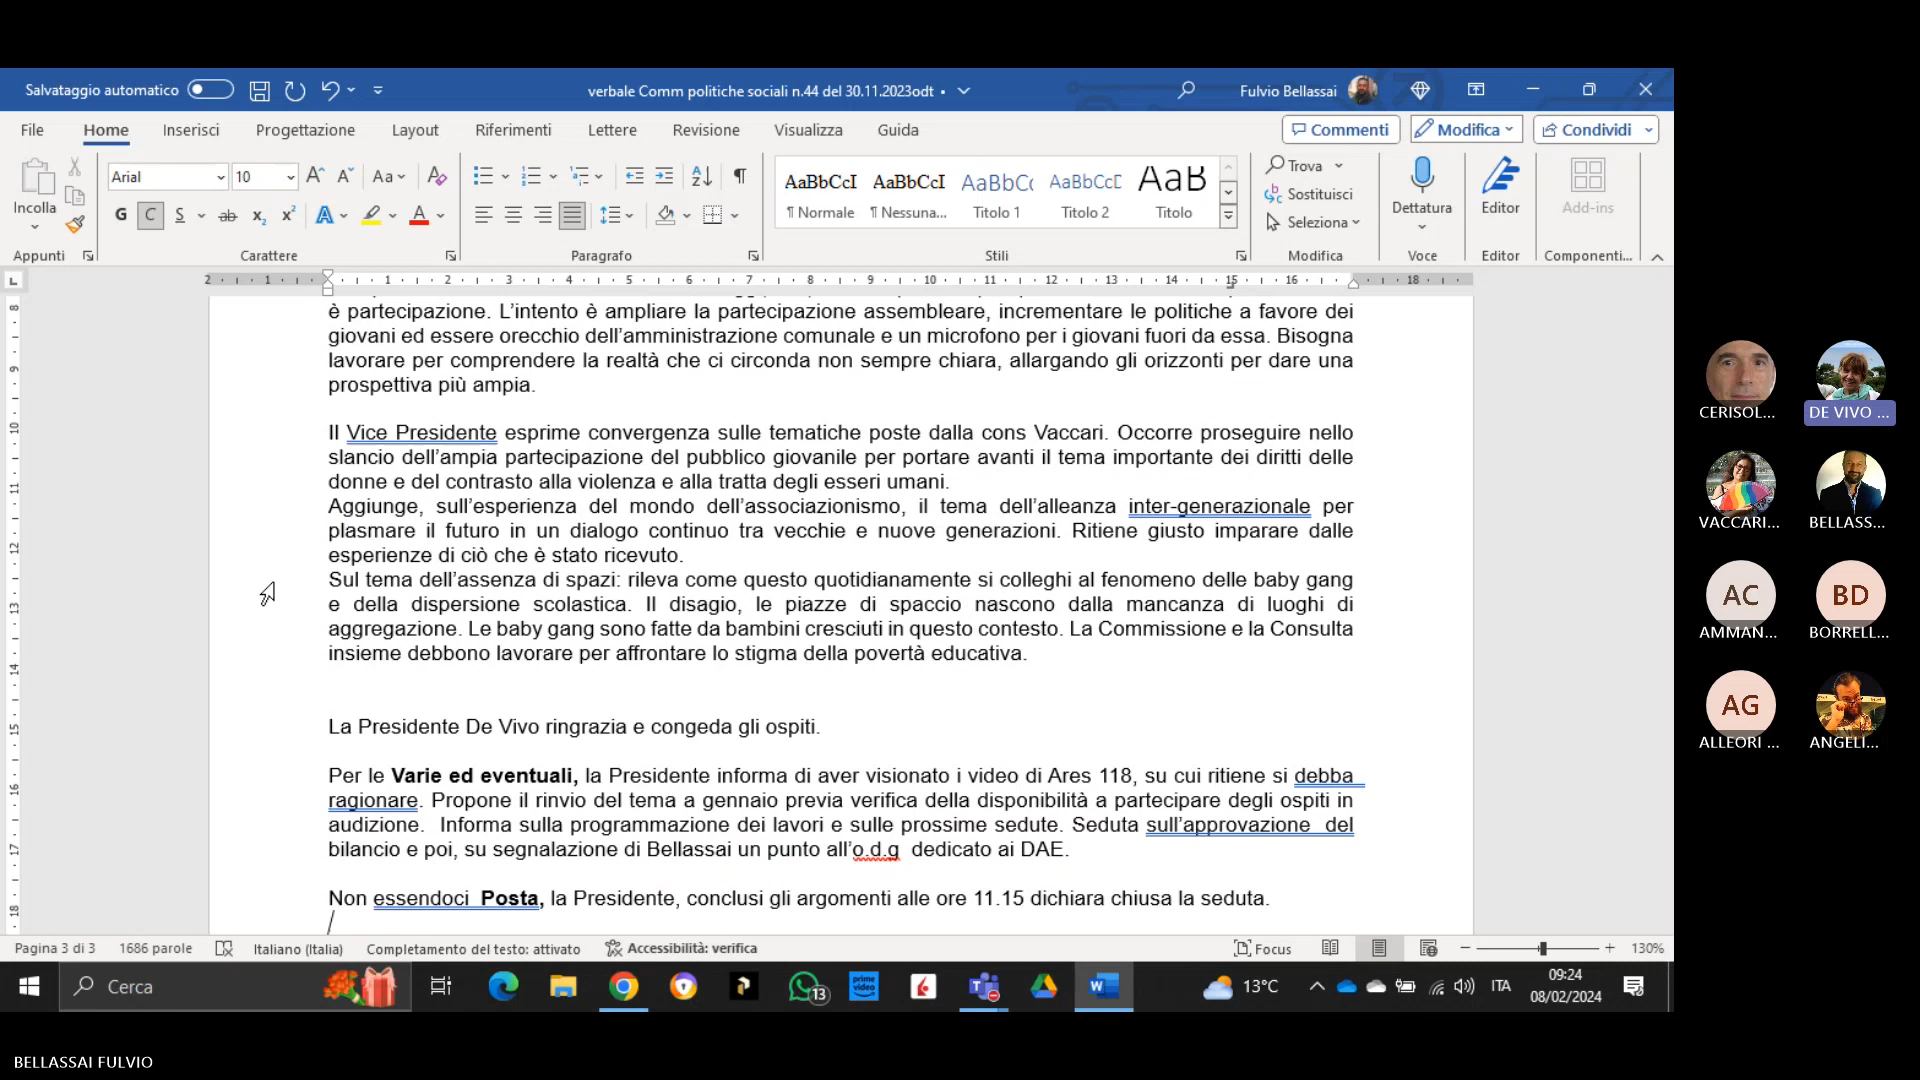 Salvataggio automatico
verbale Comm politiche sociali n.44 del 30.11.2023odt •
Fulvio Bellassai
File Home Inserisci Progettazione Layout Riferimenti Lettere Revisione Visualizza Guida
Commenti Modifica Condividi
Incolla
Arial 10
Appunti Carattere Paragrafo
AaBbCcI AaBbCcI AaBbCc AaBbCcD AaB
¶ Normale ¶ Nessuna... Titolo 1 Titolo 2 Titolo
Stili
Trova
Sostituisci
Seleziona
Modifica
Dettatura
Voce
Editor
Editor
Add-ins
Componenti...
è partecipazione. L’intento è ampliare la partecipazione assembleare, incrementare le politiche a favore dei
giovani ed essere orecchio dell’amministrazione comunale e un microfono per i giovani fuori da essa. Bisogna
lavorare per comprendere la realtà che ci circonda non sempre chiara, allargando gli orizzonti per dare una
prospettiva più ampia.
Il Vice Presidente esprime convergenza sulle tematiche poste dalla cons Vaccari. Occorre proseguire nello
slancio dell’ampia partecipazione del pubblico giovanile per portare avanti il tema importante dei diritti delle
donne e del contrasto alla violenza e alla tratta degli esseri umani.
Aggiunge, sull’esperienza del mondo dell’associazionismo, il tema dell’alleanza inter-generazionale per
plasmare il futuro in un dialogo continuo tra vecchie e nuove generazioni. Ritiene giusto imparare dalle
esperienze di ciò che è stato ricevuto.
Sul tema dell’assenza di spazi: rileva come questo quotidianamente si colleghi al fenomeno delle baby gang
e della dispersione scolastica. Il disagio, le piazze di spaccio nascono dalla mancanza di luoghi di
aggregazione. Le baby gang sono fatte da bambini cresciuti in questo contesto. La Commissione e la Consulta
insieme debbono lavorare per affrontare lo stigma della povertà educativa.
La Presidente De Vivo ringrazia e congeda gli ospiti.
Per le Varie ed eventuali, la Presidente informa di aver visionato i video di Ares 118, su cui ritiene si debba
ragionare. Propone il rinvio del tema a gennaio previa verifica della disponibilità a partecipare degli ospiti in
audizione. Informa sulla programmazione dei lavori e sulle prossime sedute. Seduta sull’approvazione del
bilancio e poi, su segnalazione di Bellassai un punto all’o.d.g dedicato ai DAE.
Non essendoci Posta, la Presidente, conclusi gli argomenti alle ore 11.15 dichiara chiusa la seduta.
Pagina 3 di 3 1686 parole Italiano (Italia) Completamento del testo: attivato Accessibilità: verifica
Focus 130%
Cerca
13
13°C
ITA
09:24
08/02/2024
CERISOL... DE VIVO ...
VACCARI... BELLASS...
AC BD
AMMAN... BORRELL...
AG
ALLEORI ... ANGELI...
BELLASSAI FULVIO